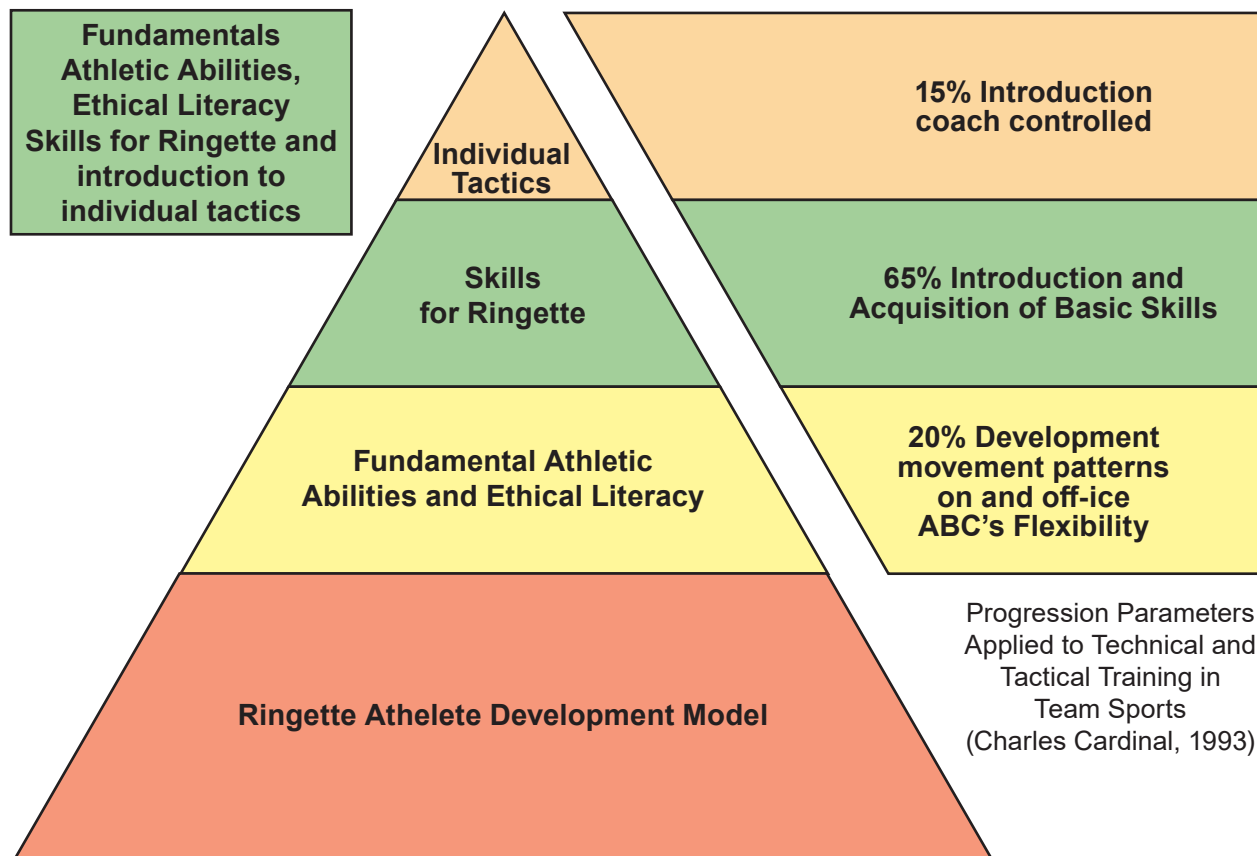 Fundamentals
Athletic Abilities,
Ethical Literacy
Skills for Ringette and
introduction to
individual tactics
Individual
Tactics
15% Introduction
coach controlled
Skills
for Ringette
65% Introduction and
Acquisition of Basic Skills
Fundamental Athletic
Abilities and Ethical Literacy
20% Development
movement patterns
on and off-ice
ABC's Flexibility
Ringette Athelete Development Model
Progression Parameters
Applied to Technical and
Tactical Training in
Team Sports
(Charles Cardinal, 1993)